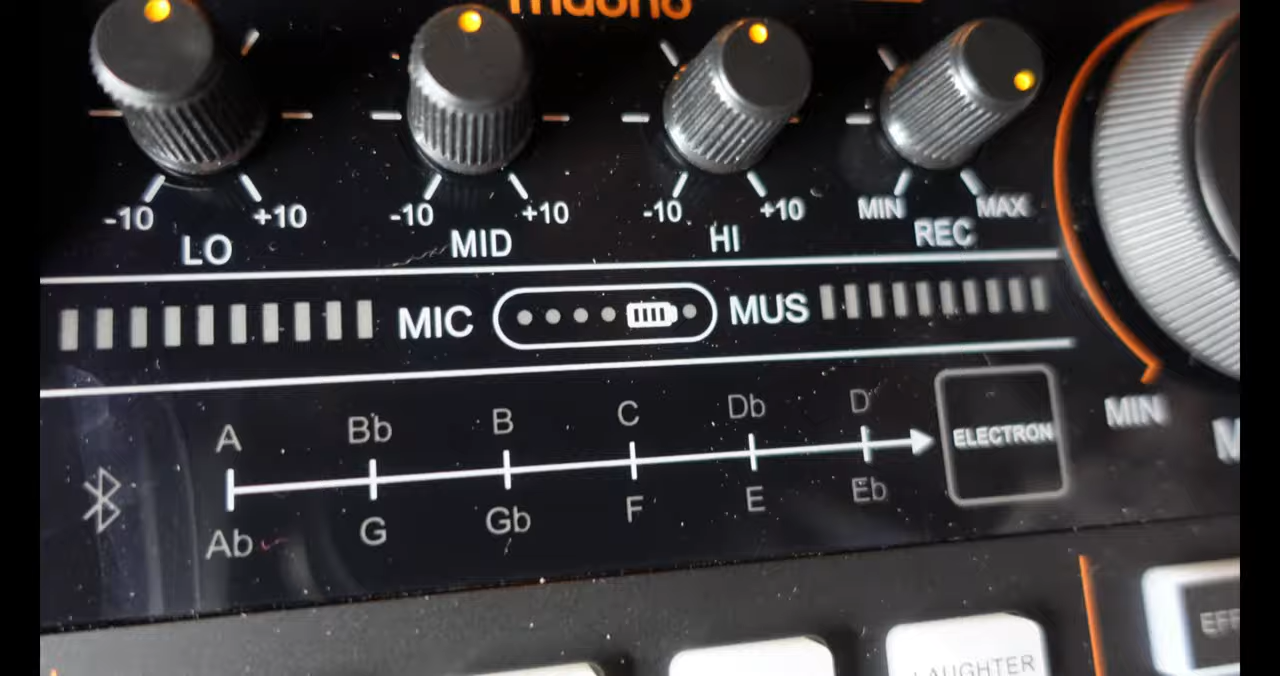 maono
-10 +10 -10 +10 -10 +10 MIN MAX
LO MID HI REC
MIC MUS
A Bb B C Db D ELECTRON MIN
Ab G Gb F E Eb
LAUGHTER